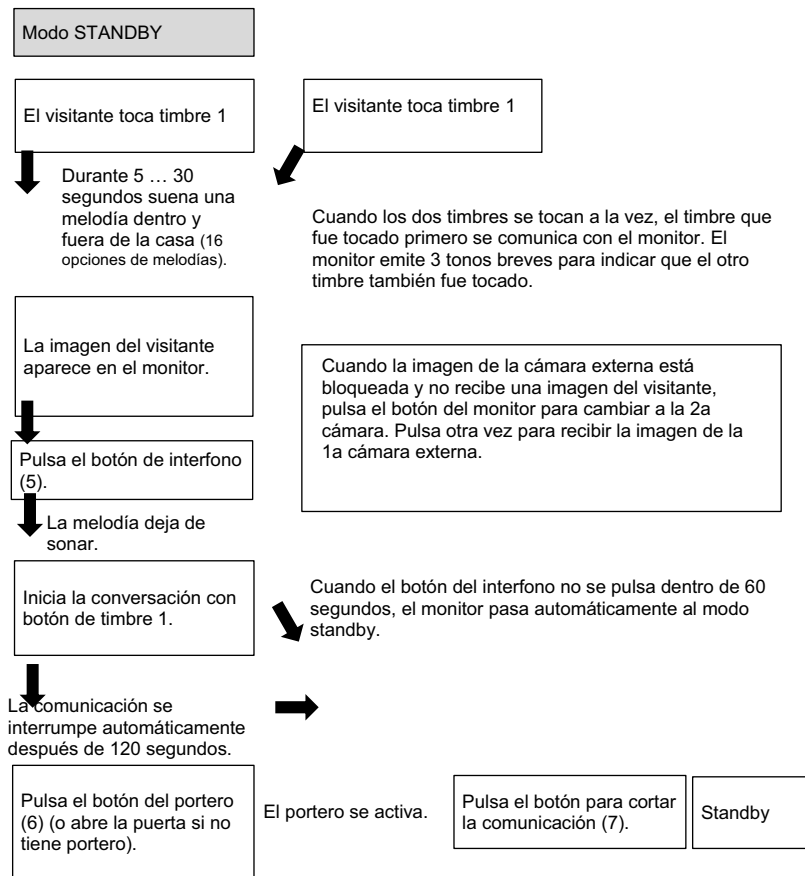 Modo STANDBY
El visitante toca timbre 1
El visitante toca timbre 1
Durante 5 … 30
segundos suena una
melodía dentro y
fuera de la casa (16
opciones de melodías).
Cuando los dos timbres se tocan a la vez, el timbre que
fue tocado primero se comunica con el monitor. El
monitor emite 3 tonos breves para indicar que el otro
timbre también fue tocado.
La imagen del visitante
aparece en el monitor.
Cuando la imagen de la cámara externa está
bloqueada y no recibe una imagen del visitante,
pulsa el botón del monitor para cambiar a la 2a
cámara. Pulsa otra vez para recibir la imagen de la
1a cámara externa.
Pulsa el botón de interfono
(5).
La melodía deja de
sonar.
Inicia la conversación con
botón de timbre 1.
Cuando el botón del interfono no se pulsa dentro de 60
segundos, el monitor pasa automáticamente al modo
standby.
La comunicación se
interrumpe automáticamente
después de 120 segundos.
Pulsa el botón del portero
(6) (o abre la puerta si no
tiene portero).
El portero se activa.
Pulsa el botón para cortar
la comunicación (7).
Standby